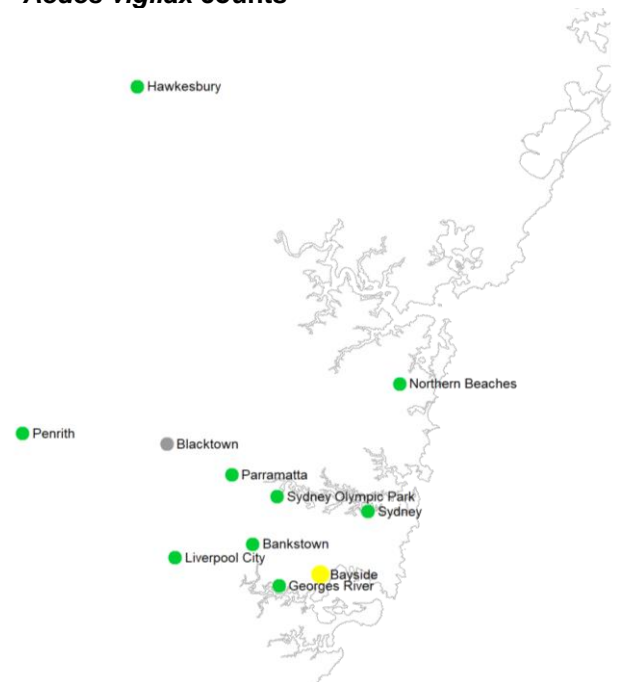 Aedes vigilax counts
Hawkesbury
Northern Beaches
Penrith
Blacktown
Parramatta
Sydney Olympic Park
Sydney
Bankstown
Liverpool City
Bayside
Georges River